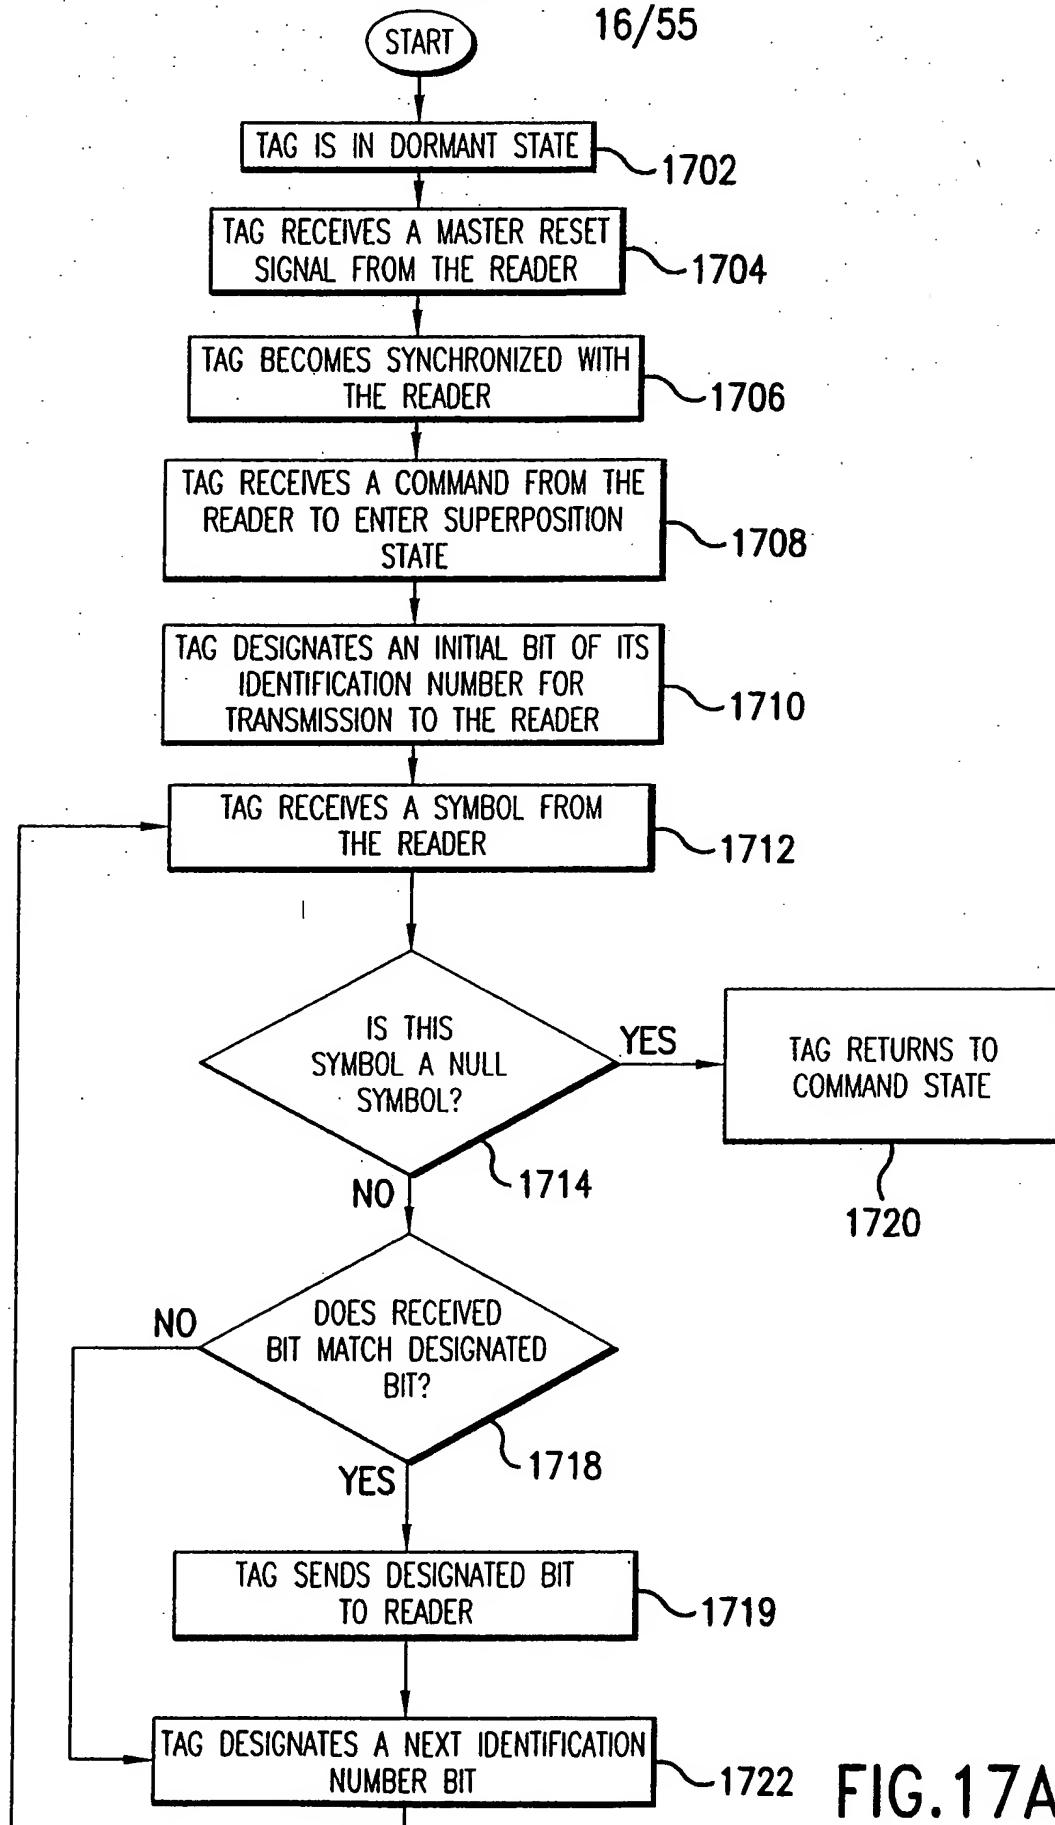 16/55
START
TAG IS IN DORMANT STATE
1702
TAG RECEIVES A MASTER RESET
SIGNAL FROM THE READER
1704
TAG BECOMES SYNCHRONIZED WITH
THE READER
1706
TAG RECEIVES A COMMAND FROM THE
READER TO ENTER SUPERPOSITION
STATE
1708
TAG DESIGNATES AN INITIAL BIT OF ITS
IDENTIFICATION NUMBER FOR
TRANSMISSION TO THE READER
1710
TAG RECEIVES A SYMBOL FROM
THE READER
1712
IS THIS
SYMBOL A NULL
SYMBOL?
1714
YES
TAG RETURNS TO
COMMAND STATE
1720
NO
DOES RECEIVED
BIT MATCH DESIGNATED
BIT?
1718
NO
YES
TAG SENDS DESIGNATED BIT
TO READER
1719
TAG DESIGNATES A NEXT IDENTIFICATION
NUMBER BIT
1722
FIG.17A